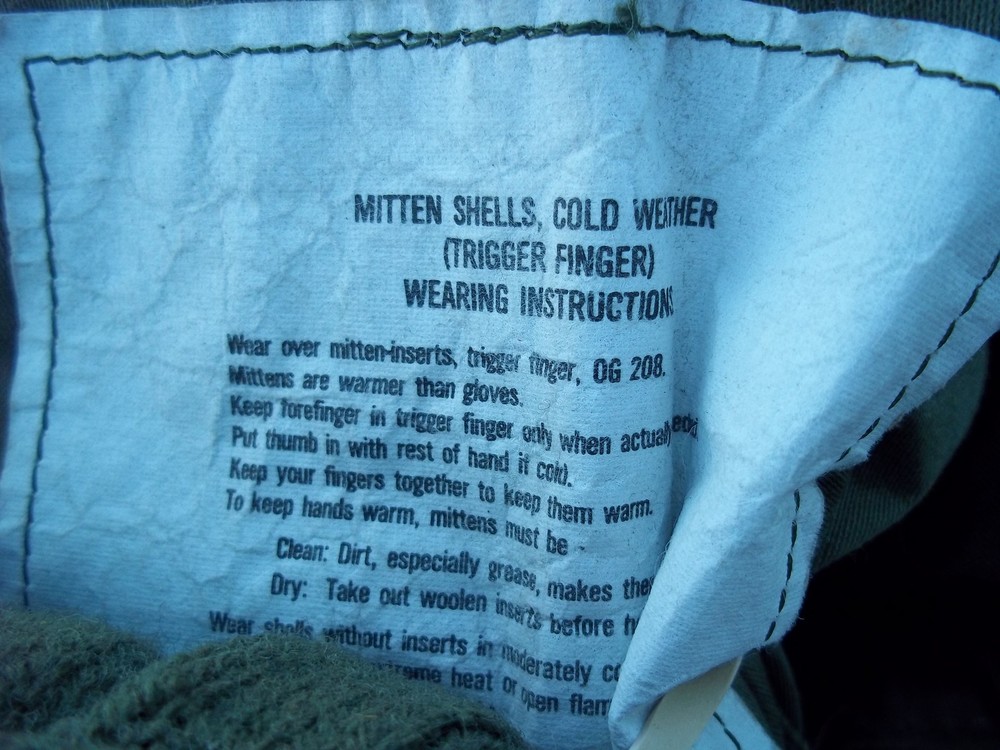 MITTEN SHELLS, COLD WEATHER
(TRIGGER FINGER)
WEARING INSTRUCTIONS
Wear over mitten-inserts, trigger finger, OG 208.
Mittens are warmer than gloves.
Keep forefinger in trigger finger only when actually
Put thumb in with rest of hand if cold.
Keep your fingers together to keep them warm.
To keep hands warm, mittens must be -
Clean: Dirt, especially grease, makes
Dry: Take out woolen inserts before
Wear shells without inserts in moderately
heat or open